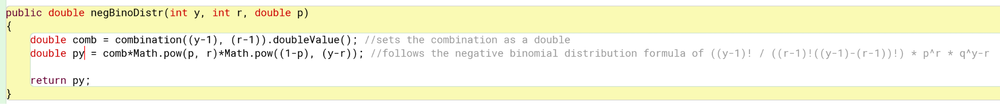 public double negBinoDistr(int y, int r, double p)
{
double comb = combination((y-1), (r-1)).doubleValue(); //sets the combination as a double
double py = comb*Math.pow(p, r)*Math.pow((1-p), (y-r)); //follows the negative binomial distribution formula of ((y-1)! / ((r-1)!((y-1)-(r-1))!) * p^r * q^y-r
return py;
}